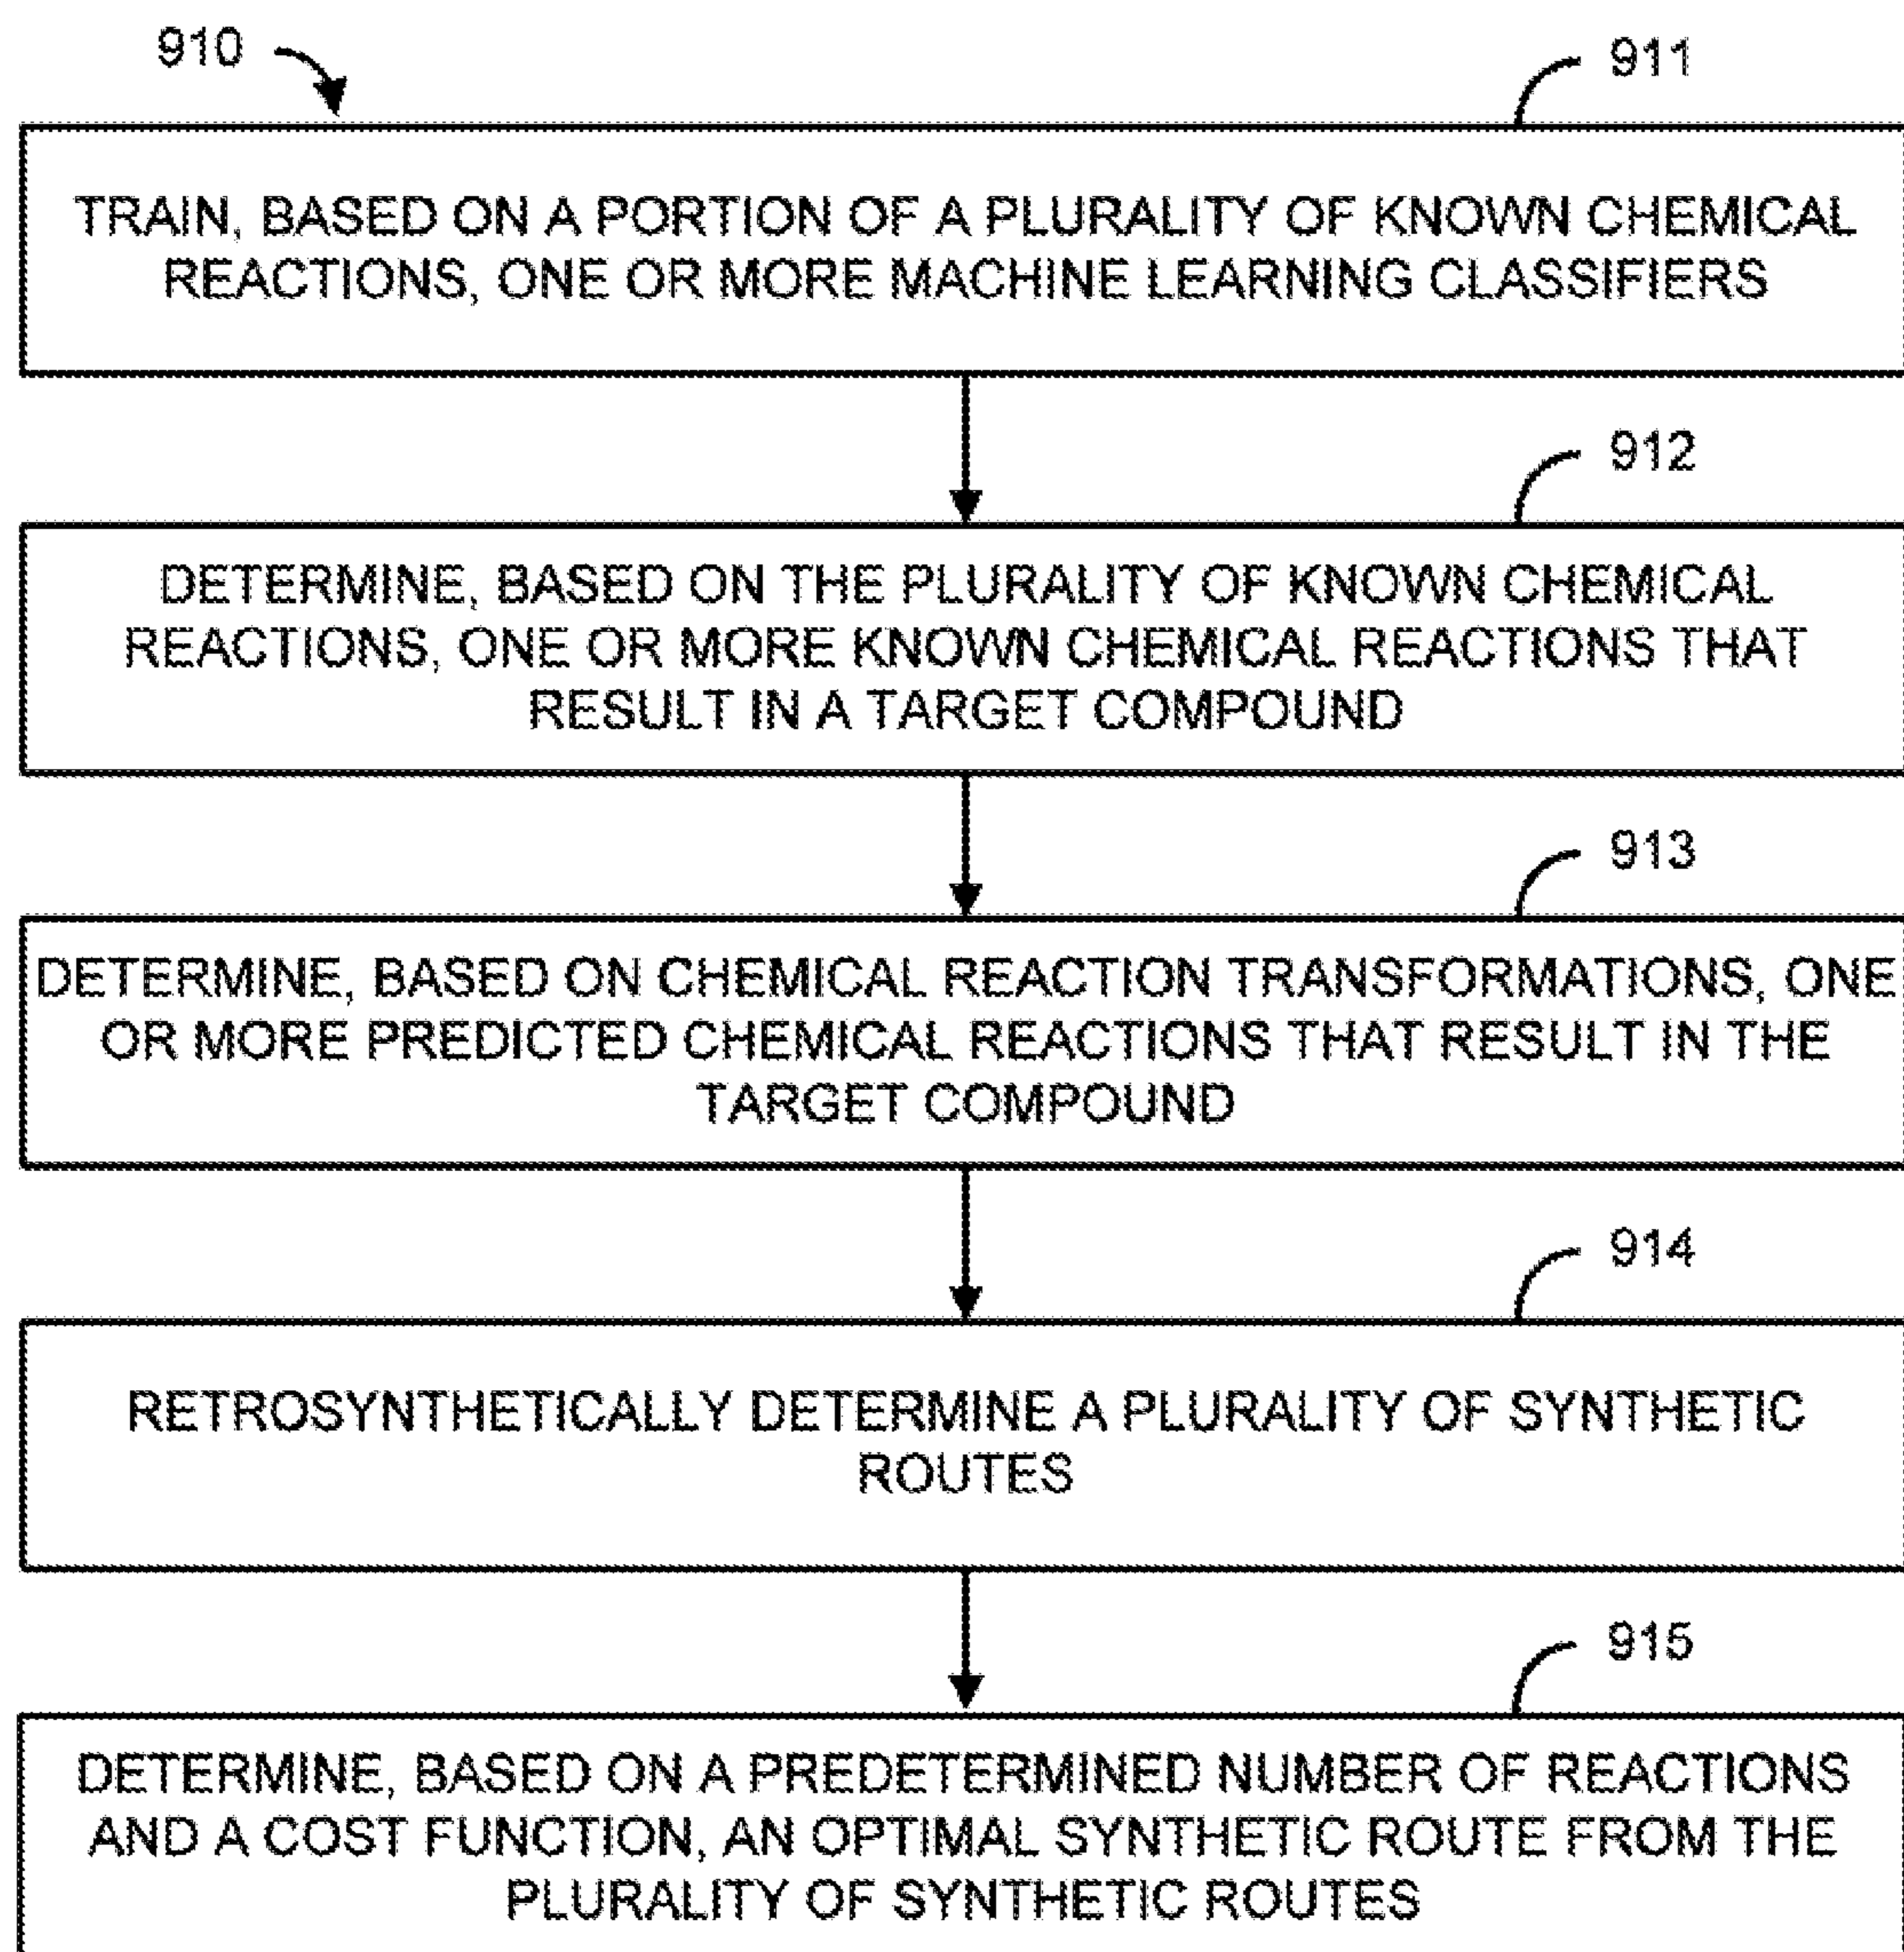 910
911
TRAIN, BASED ON A PORTION OF A PLURALITY OF KNOWN CHEMICAL
REACTIONS, ONE OR MORE MACHINE LEARNING CLASSIFIERS
912
DETERMINE, BASED ON THE PLURALITY OF KNOWN CHEMICAL
REACTIONS, ONE OR MORE KNOWN CHEMICAL REACTIONS THAT
RESULT IN A TARGET COMPOUND
913
DETERMINE, BASED ON CHEMICAL REACTION TRANSFORMATIONS, ONE
OR MORE PREDICTED CHEMICAL REACTIONS THAT RESULT IN THE
TARGET COMPOUND
914
RETROSYNTHETICALLY DETERMINE A PLURALITY OF SYNTHETIC
ROUTES
915
DETERMINE, BASED ON A PREDETERMINED NUMBER OF REACTIONS
AND A COST FUNCTION, AN OPTIMAL SYNTHETIC ROUTE FROM THE
PLURALITY OF SYNTHETIC ROUTES